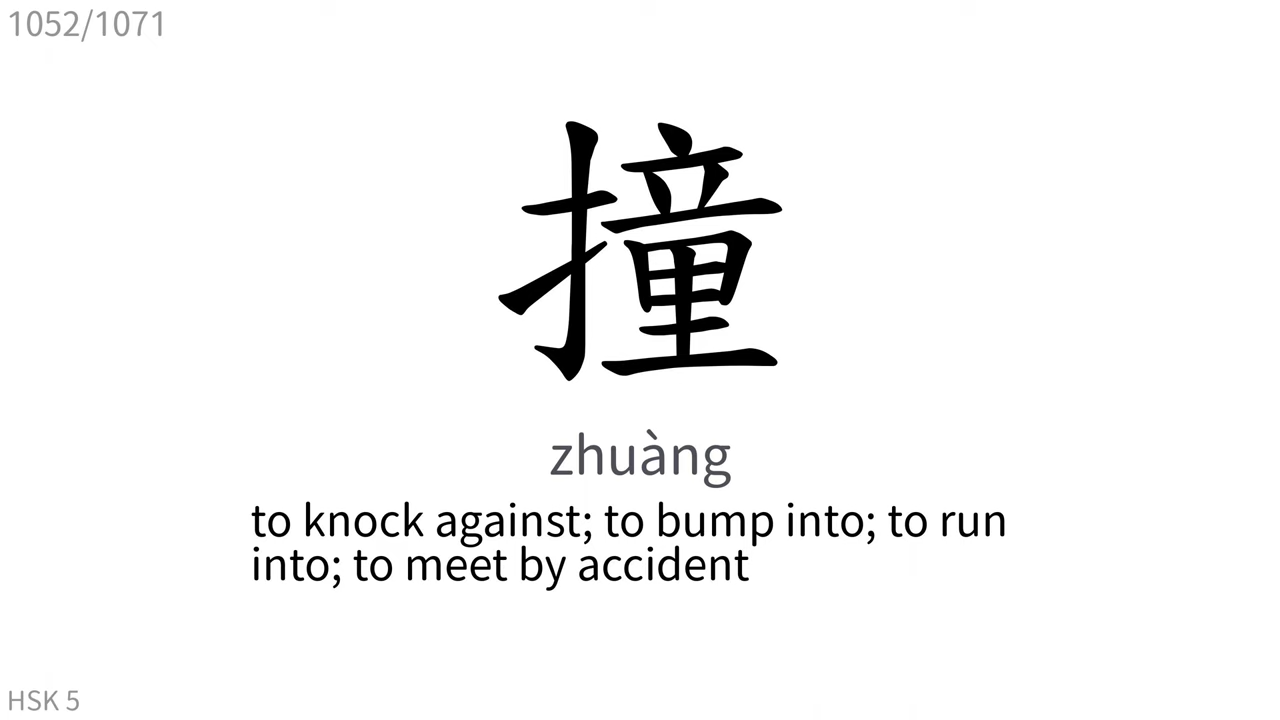 1052/1071
撞
zhuàng
to knock against; to bump into; to run
into; to meet by accident
HSK 5